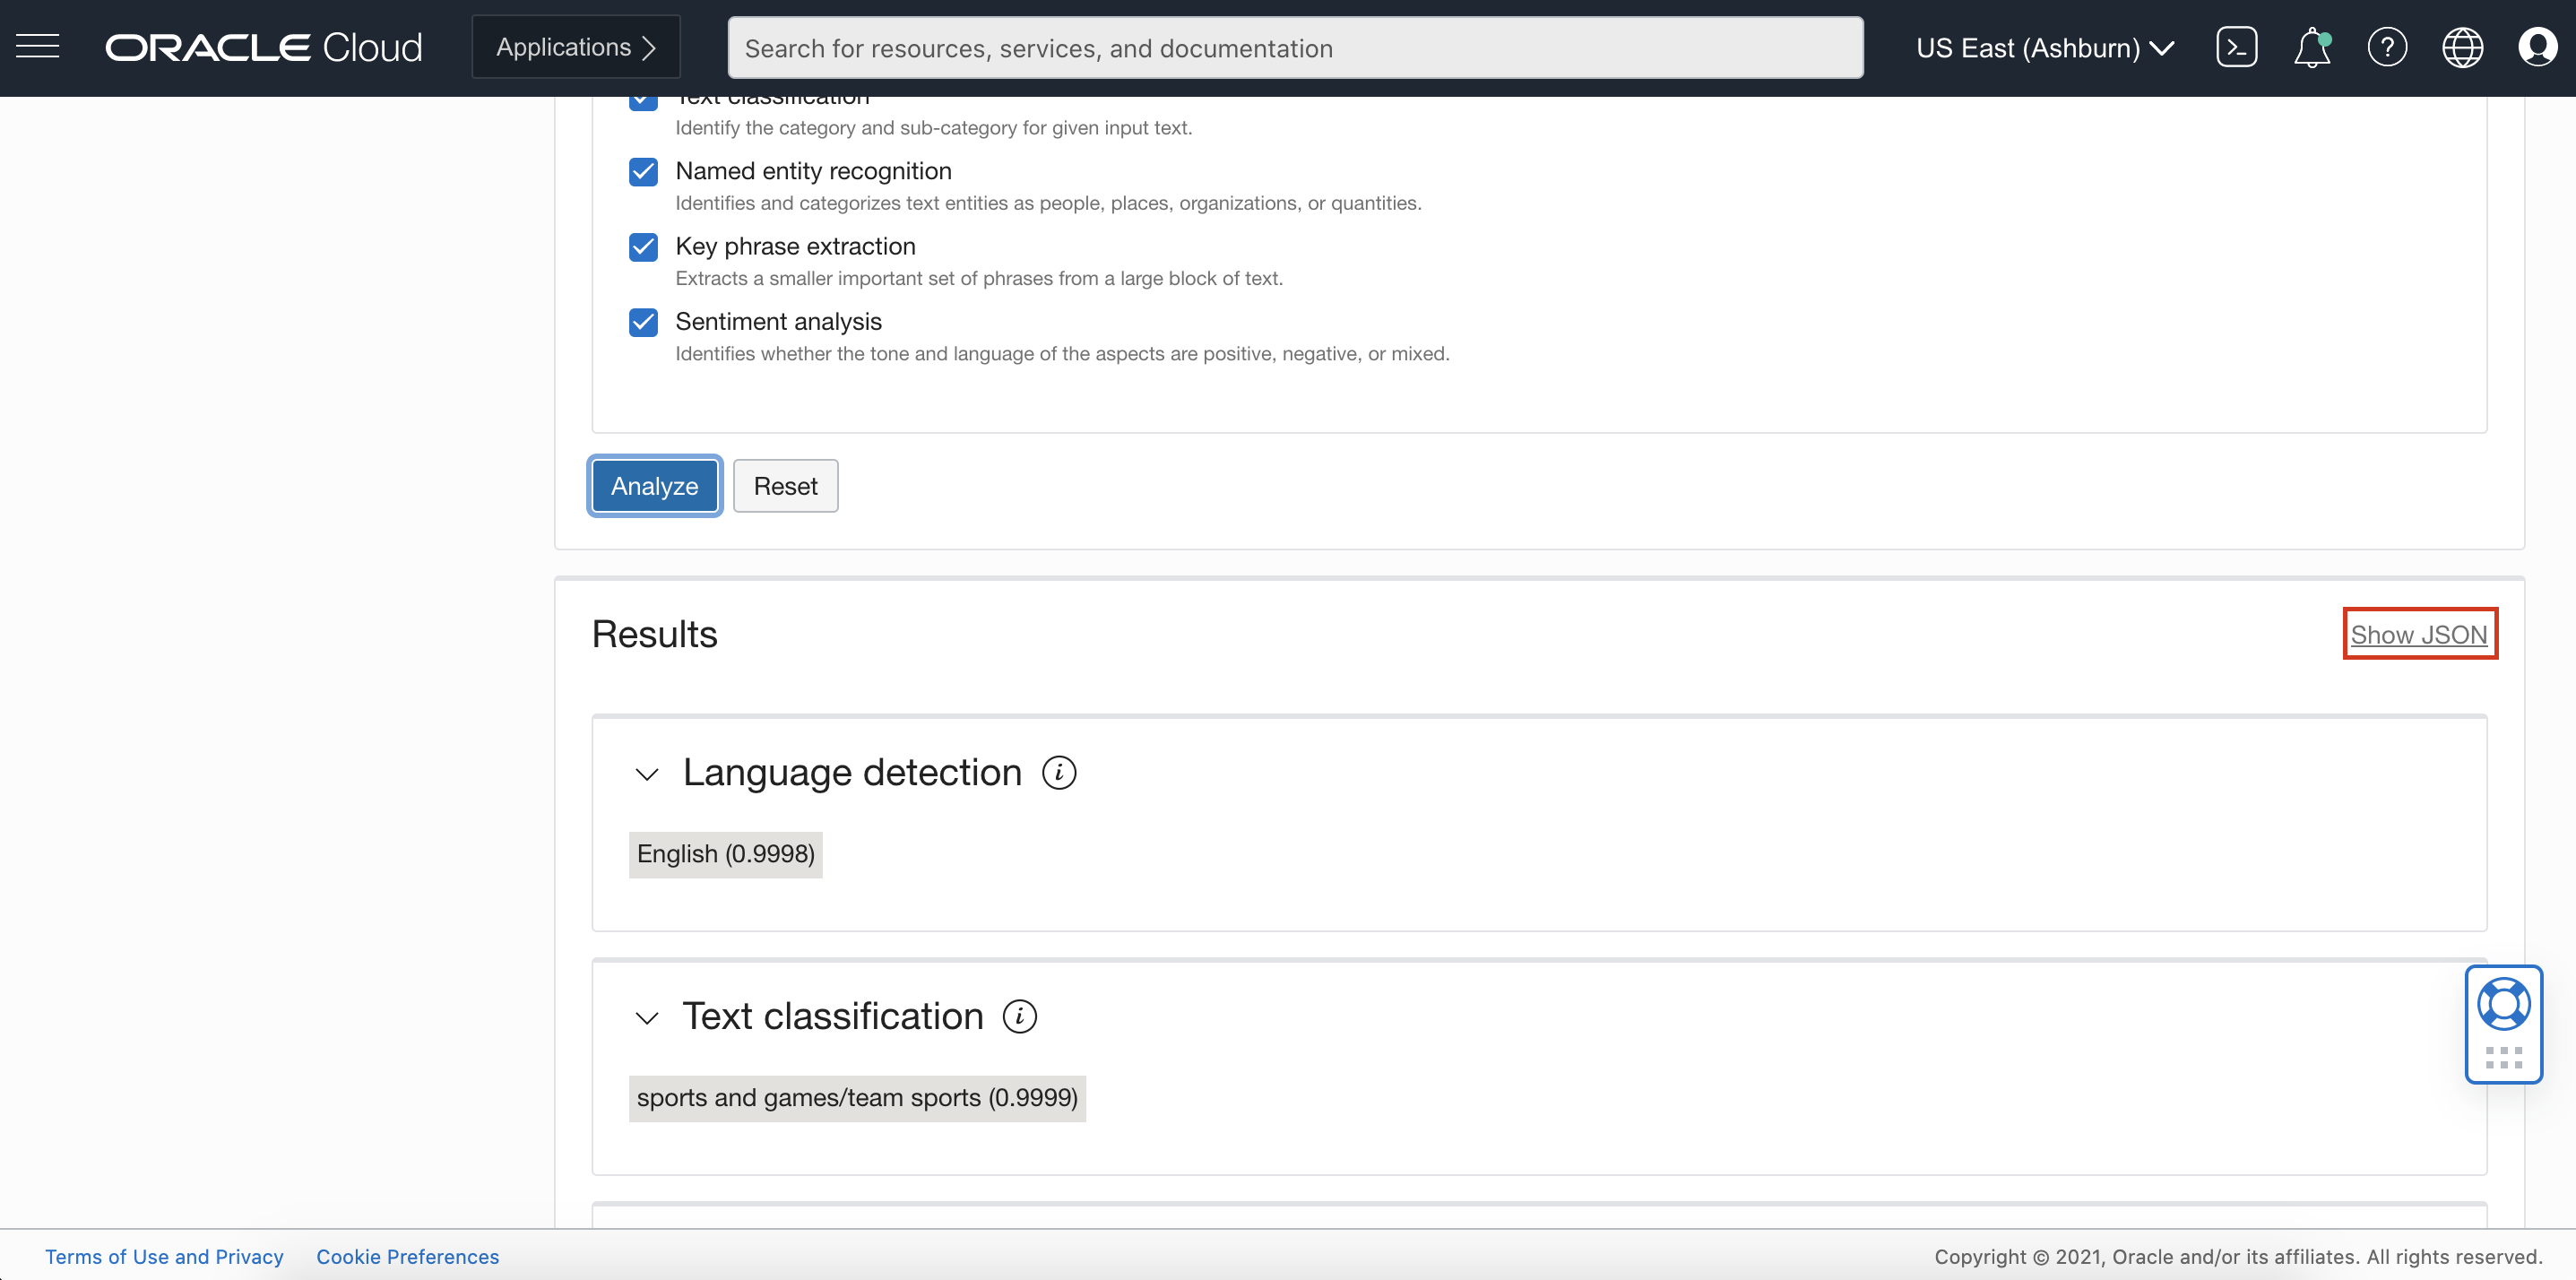 ORACLE Cloud
Applications
Search for resources, services, and documentation
US East (Ashburn)
Text classification
Identify the category and sub-category for given input text.
Named entity recognition
Identifies and categorizes text entities as people, places, organizations, or quantities.
Key phrase extraction
Extracts a smaller important set of phrases from a large block of text.
Sentiment analysis
Identifies whether the tone and language of the aspects are positive, negative, or mixed.
Analyze
Reset
Results
Show JSON
Language detection
English (0.9998)
Text classification
sports and games/team sports (0.9999)
Terms of Use and Privacy
Cookie Preferences
Copyright © 2021, Oracle and/or its affiliates. All rights reserved.